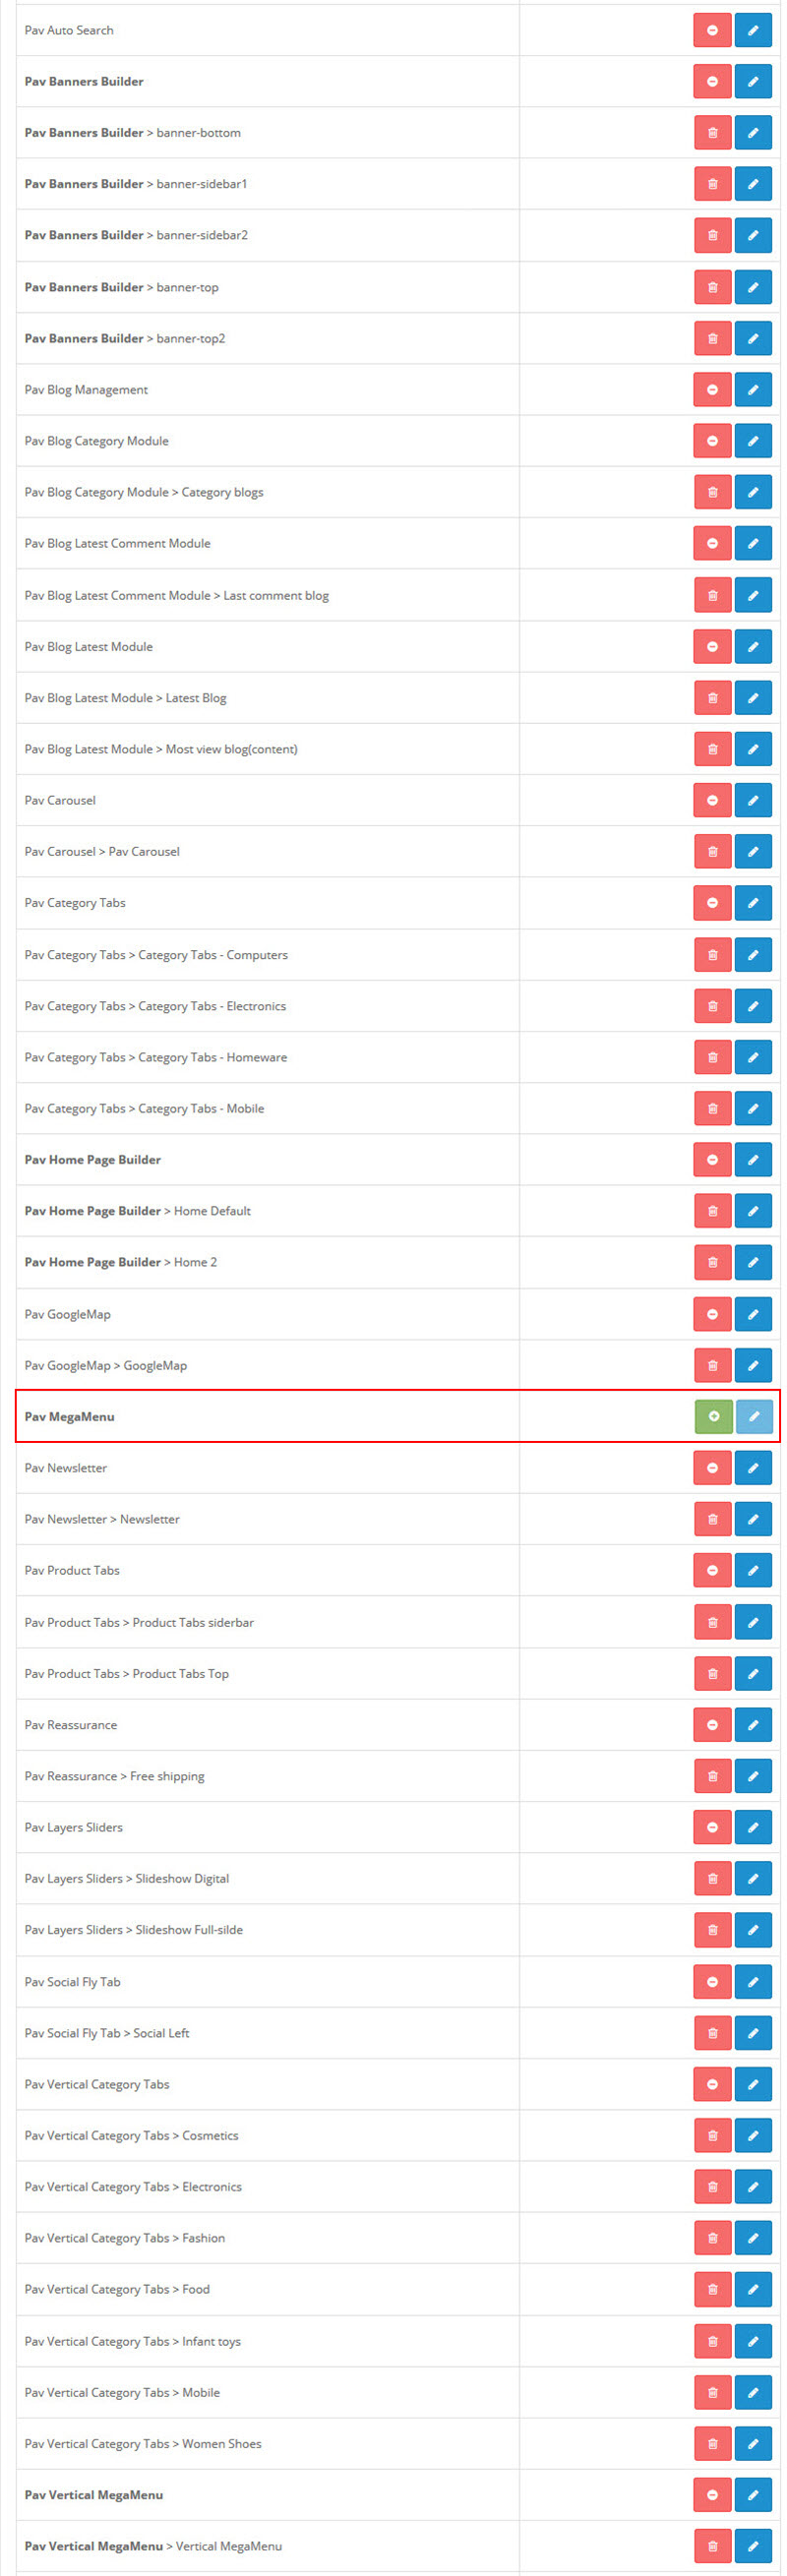 Pav Auto Search
Pav Banners Builder
Pav Banners Builder > banner-bottom
Pav Banners Builder > banner-sidebar1
Pav Banners Builder > banner-sidebar2
Pav Banners Builder > banner-top
Pav Banners Builder > banner-top2
Pav Blog Management
Pav Blog Category Module
Pav Blog Category Module > Category blogs
Pav Blog Latest Comment Module
Pav Blog Latest Comment Module > Last comment blog
Pav Blog Latest Module
Pav Blog Latest Module > Latest Blog
Pav Blog Latest Module > Most view blog(content)
Pav Carousel
Pav Carousel > Pav Carousel
Pav Category Tabs
Pav Category Tabs > Category Tabs - Computers
Pav Category Tabs > Category Tabs - Electronics
Pav Category Tabs > Category Tabs - Homeware
Pav Category Tabs > Category Tabs - Mobile
Pav Home Page Builder
Pav Home Page Builder > Home Default
Pav Home Page Builder > Home 2
Pav GoogleMap
Pav GoogleMap > GoogleMap
Pav MegaMenu
Pav Newsletter
Pav Newsletter > Newsletter
Pav Product Tabs
Pav Product Tabs > Product Tabs siderbar
Pav Product Tabs > Product Tabs Top
Pav Reassurance
Pav Reassurance > Free shipping
Pav Layers Sliders
Pav Layers Sliders > Slideshow Digital
Pav Layers Sliders > Slideshow Full-silde
Pav Social Fly Tab
Pav Social Fly Tab > Social Left
Pav Vertical Category Tabs
Pav Vertical Category Tabs > Cosmetics
Pav Vertical Category Tabs > Electronics
Pav Vertical Category Tabs > Fashion
Pav Vertical Category Tabs > Food
Pav Vertical Category Tabs > Infant toys
Pav Vertical Category Tabs > Mobile
Pav Vertical Category Tabs > Women Shoes
Pav Vertical MegaMenu
Pav Vertical MegaMenu > Vertical MegaMenu